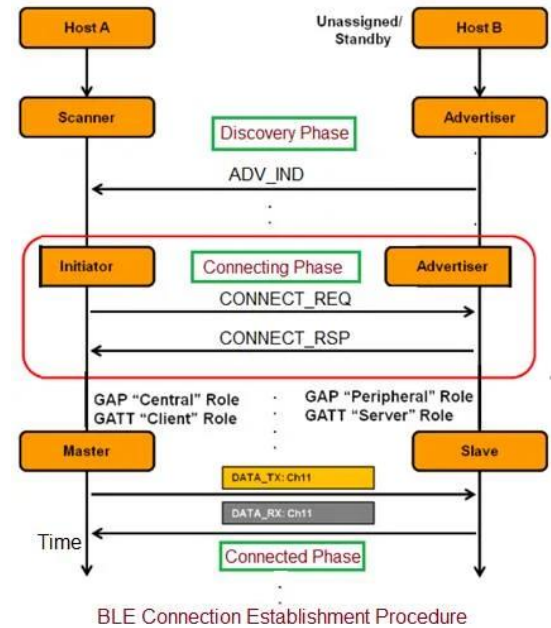 Host A
Unassigned/
Standby
Host B
Scanner
Advertiser
Discovery Phase
ADV_IND
Initiator
Connecting Phase
Advertiser
CONNECT_REQ
CONNECT_RSP
GAP “Central” Role
GATT “Client” Role
GAP “Peripheral” Role
GATT “Server” Role
Master
Slave
DATA_TX: Ch11
DATA_RX: Ch11
Time
Connected Phase
BLE Connection Establishment Procedure